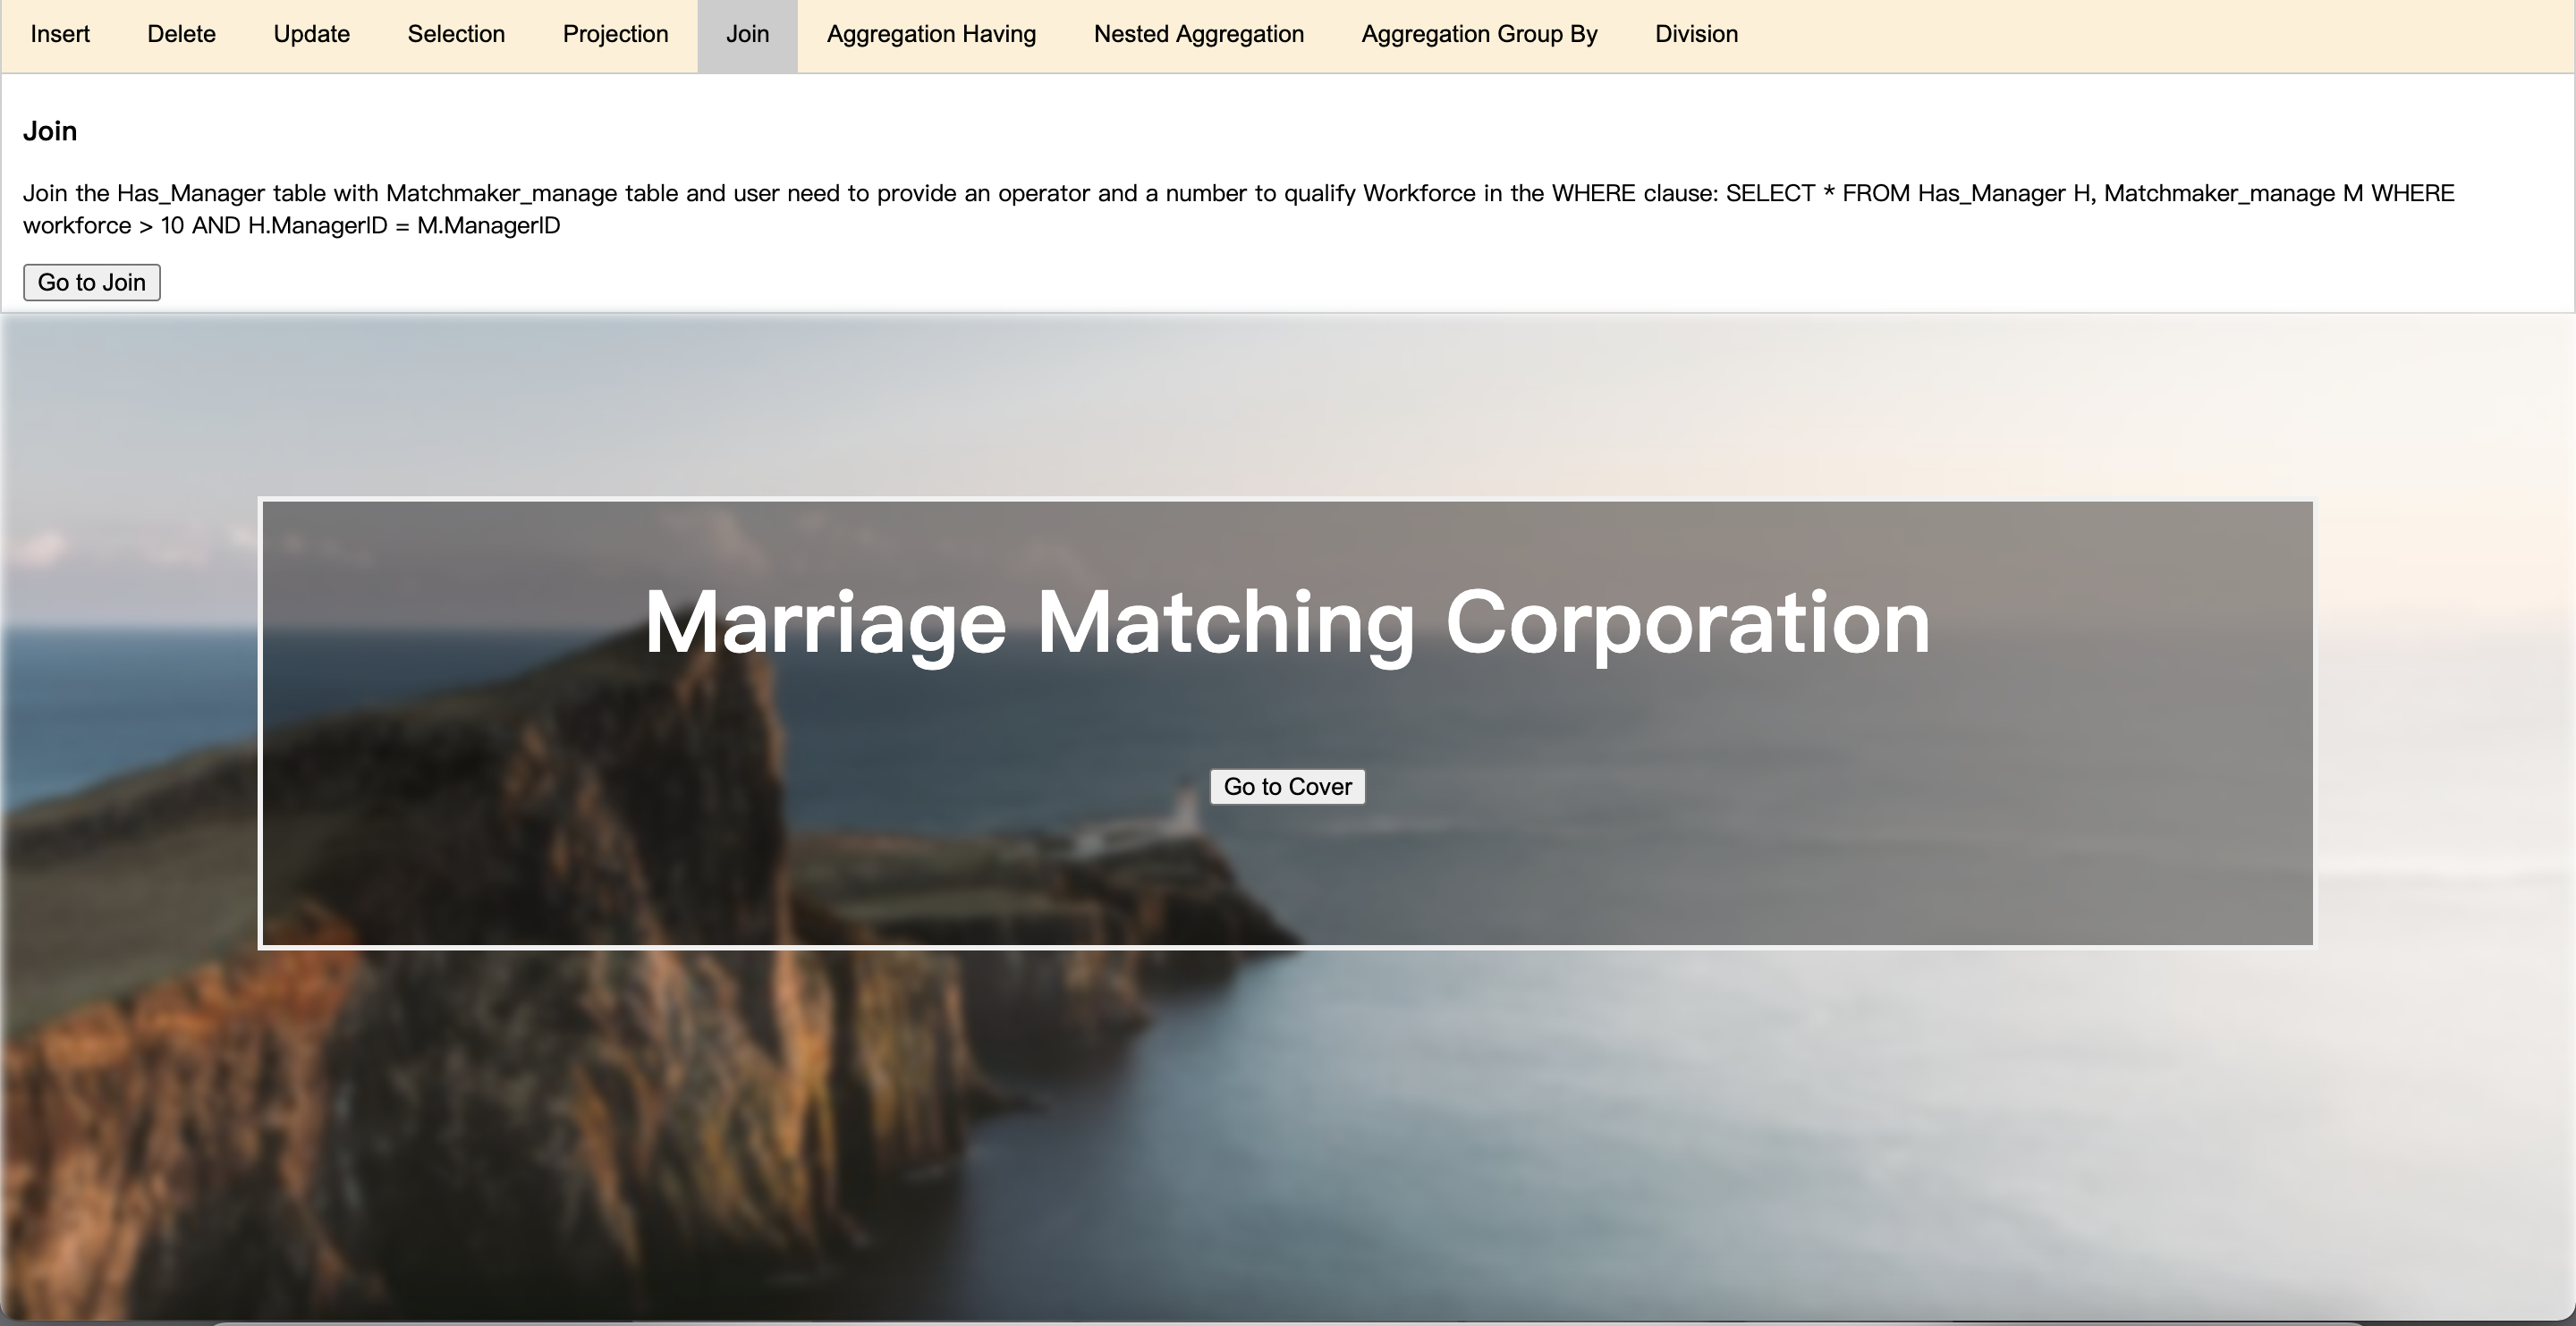 Insert Delete Update Selection Projection Join Aggregation Having Nested Aggregation Aggregation Group By Division
Join
Join the Has_Manager table with Matchmaker_manage table and user need to provide an operator and a number to qualify Workforce in the WHERE clause: SELECT * FROM Has_Manager H, Matchmaker_manage M WHERE
workforce > 10 AND H.ManagerID = M.ManagerID
Go to Join
Marriage Matching Corporation
Go to Cover